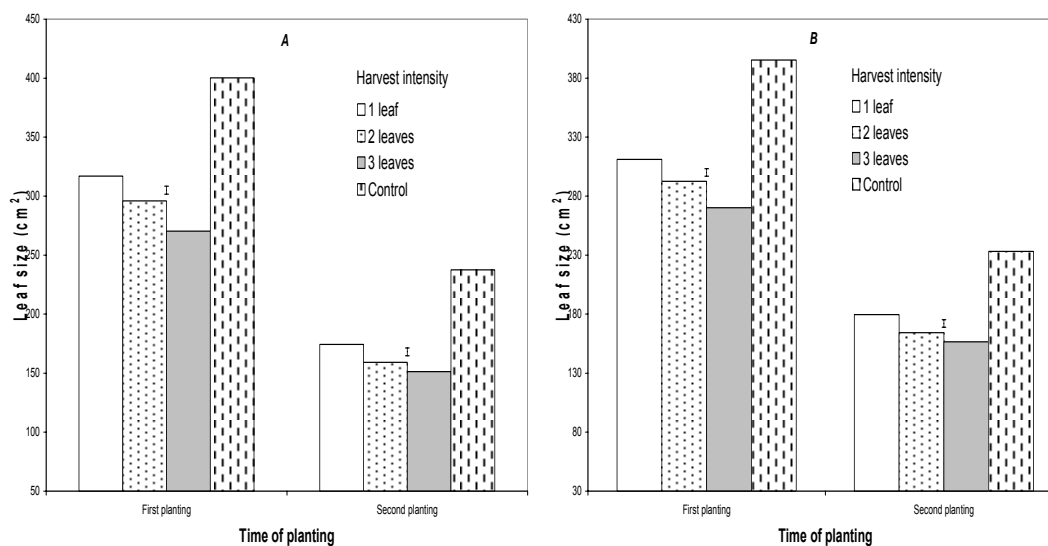 A
450
400
350
300
250
200
150
100
50
Leaf size (cm²)
Harvest intensity
1 leaf
2 leaves
3 leaves
Control
First planting
Second planting
Time of planting
B
430
380
330
280
230
180
130
80
30
Leaf size (cm²)
Harvest intensity
1 leaf
2 leaves
3 leaves
Control
First planting
Second planting
Time of planting